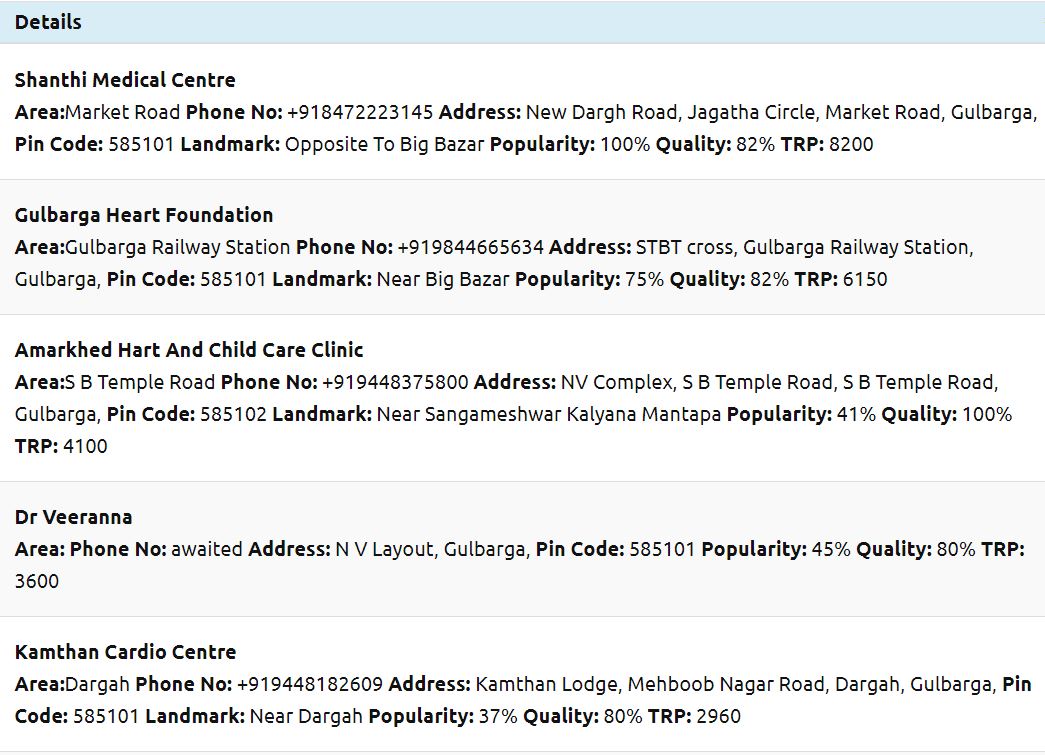 Details
Shanthi Medical Centre
Area:Market Road Phone No: +918472223145 Address: New Dargh Road, Jagatha Circle, Market Road, Gulbarga,
Pin Code: 585101 Landmark: Opposite To Big Bazar Popularity: 100% Quality: 82% TRP: 8200
Gulbarga Heart Foundation
Area:Gulbarga Railway Station Phone No: +919844665634 Address: STBT cross, Gulbarga Railway Station,
Gulbarga, Pin Code: 585101 Landmark: Near Big Bazar Popularity: 75% Quality: 82% TRP: 6150
Amarkhed Hart And Child Care Clinic
Area:S B Temple Road Phone No: +919448375800 Address: NV Complex, S B Temple Road, S B Temple Road,
Gulbarga, Pin Code: 585102 Landmark: Near Sangameshwar Kalyana Mantapa Popularity: 41% Quality: 100%
TRP: 4100
Dr Veeranna
Area: Phone No: awaited Address: N V Layout, Gulbarga, Pin Code: 585101 Popularity: 45% Quality: 80% TRP:
3600
Kamthan Cardio Centre
Area:Dargah Phone No: +919448182609 Address: Kamthan Lodge, Mehboob Nagar Road, Dargah, Gulbarga, Pin
Code: 585101 Landmark: Near Dargah Popularity: 37% Quality: 80% TRP: 2960